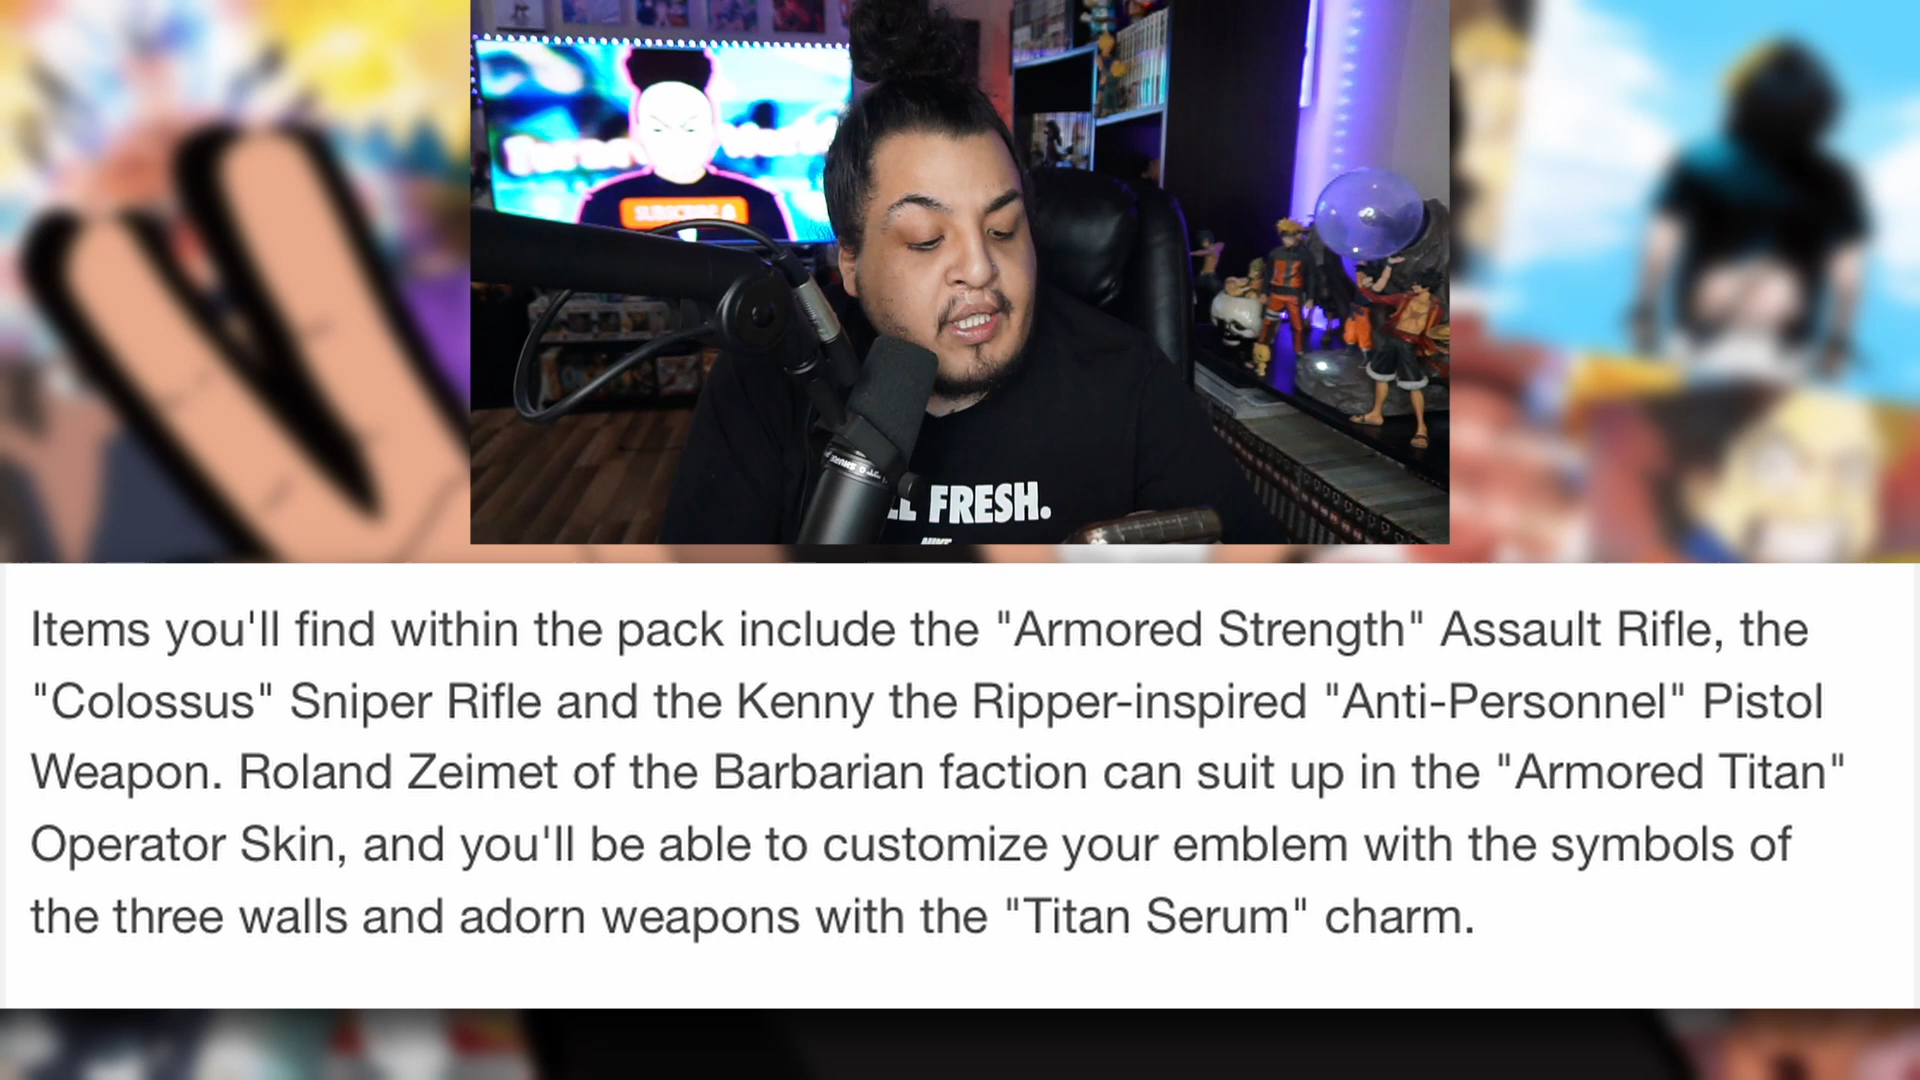 SUBSCRIBE
FRESH.
NIKE
Items you'll find within the pack include the "Armored Strength" Assault Rifle, the
"Colossus" Sniper Rifle and the Kenny the Ripper-inspired "Anti-Personnel" Pistol
Weapon. Roland Zeimet of the Barbarian faction can suit up in the "Armored Titan"
Operator Skin, and you'll be able to customize your emblem with the symbols of
the three walls and adorn weapons with the "Titan Serum" charm.